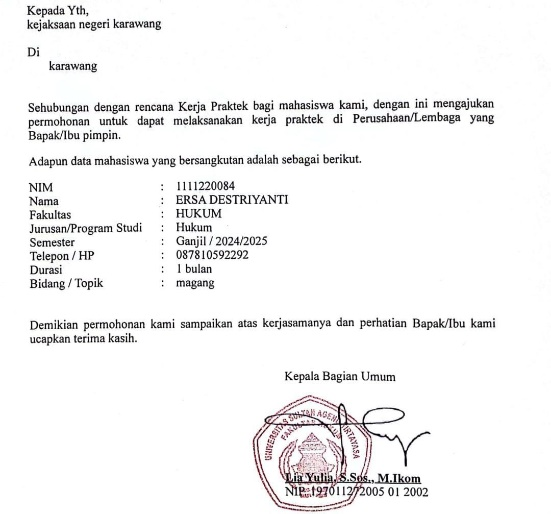 Kepada Yth,
kejaksaan negeri karawang
Di
karawang
Sehubungan dengan rencana Kerja Praktek bagi mahasiswa kami, dengan ini mengajukan
permohonan untuk dapat melaksanakan kerja praktek di Perusahaan/Lembaga yang
Bapak/Ibu pimpin.
Adapun data mahasiswa yang bersangkutan adalah sebagai berikut.
NIM : 1111220084
Nama : ERSA DESTRIYANTI
Fakultas : HUKUM
Jurusan/Program Studi : Hukum
Semester : Ganjil / 2024/2025
Telepon / HP : 087810592292
Durasi : 1 bulan
Bidang / Topik : magang
Demikian permohonan kami sampaikan atas kerjasamanya dan perhatian Bapak/Ibu kami
ucapkan terima kasih.
Kepala Bagian Umum
UNIVERSITAS SULTAN AGENG TIRTAYASA
FAKULTAS HUKUM
Lia Yulia, S.Sos., M.Ikom
NIP. 197011272005 01 2002